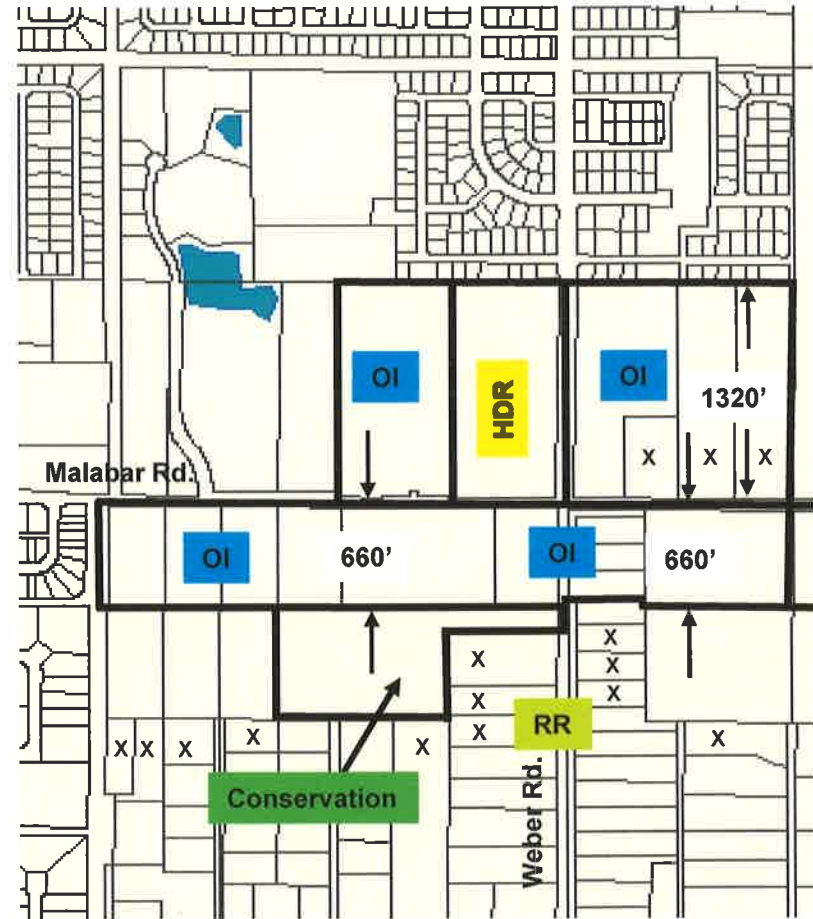 OI
HDR
OI
1320'
X
X
X
Malabar Rd.
OI
660'
OI
660'
X
X
X
X
X
X
RR
X
X
X
X
X
X
Conservation
Weber Rd.